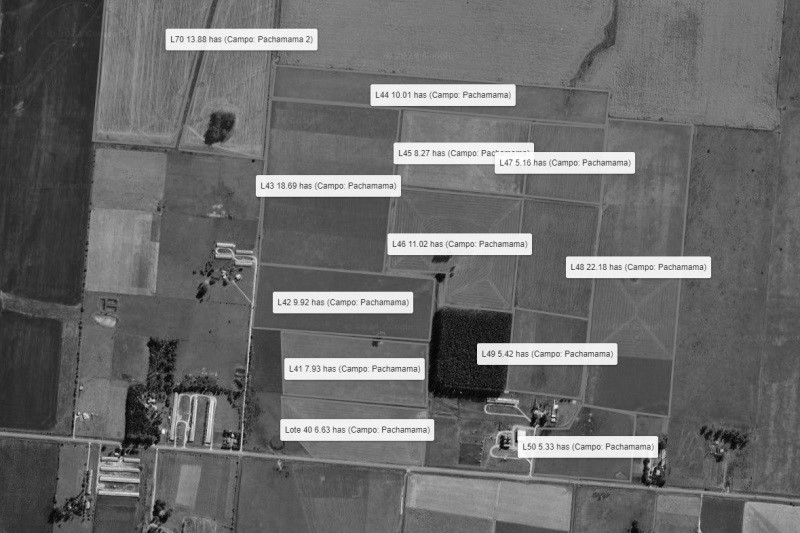 L70 13.88 has (Campo: Pachamama 2)
L44 10.01 has (Campo: Pachamama)
L45 8.27 has (Campo: Pachamama)
L47 5.16 has (Campo: Pachamama)
L43 18.69 has (Campo: Pachamama)
L46 11.02 has (Campo: Pachamama)
L48 22.18 has (Campo: Pachamama)
L42 9.92 has (Campo: Pachamama)
L49 5.42 has (Campo: Pachamama)
L41 7.93 has (Campo: Pachamama)
Lote 40 6.63 has (Campo: Pachamama)
L50 5.33 has (Campo: Pachamama)